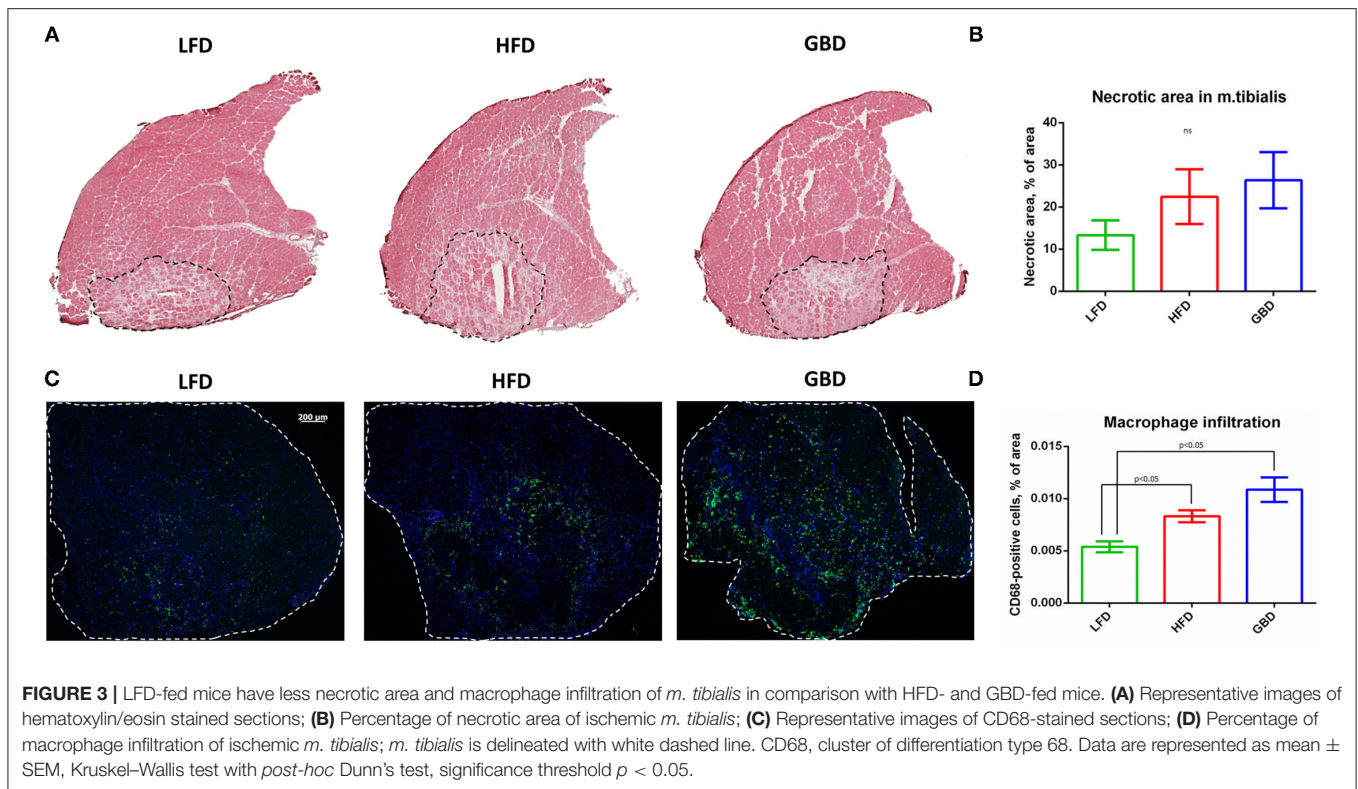 A
LFD
HFD
GBD
B
Necrotic area in m.tibialis
ns
Necrotic area, % of area
40
30
20
10
0
LFD
HFD
GBD
C
LFD
HFD
GBD
200 µm
D
Macrophage infiltration
p<0.05
p<0.05
CD68-positive cells, % of area
0.015
0.010
0.005
0.000
LFD
HFD
GBD
FIGURE 3 | LFD-fed mice have less necrotic area and macrophage infiltration of m. tibialis in comparison with HFD- and GBD-fed mice. (A) Representative images of
hematoxylin/eosin stained sections; (B) Percentage of necrotic area of ischemic m. tibialis; (C) Representative images of CD68-stained sections; (D) Percentage of
macrophage infiltration of ischemic m. tibialis; m. tibialis is delineated with white dashed line. CD68, cluster of differentiation type 68. Data are represented as mean ±
SEM, Kruskel–Wallis test with post-hoc Dunn's test, significance threshold p < 0.05.